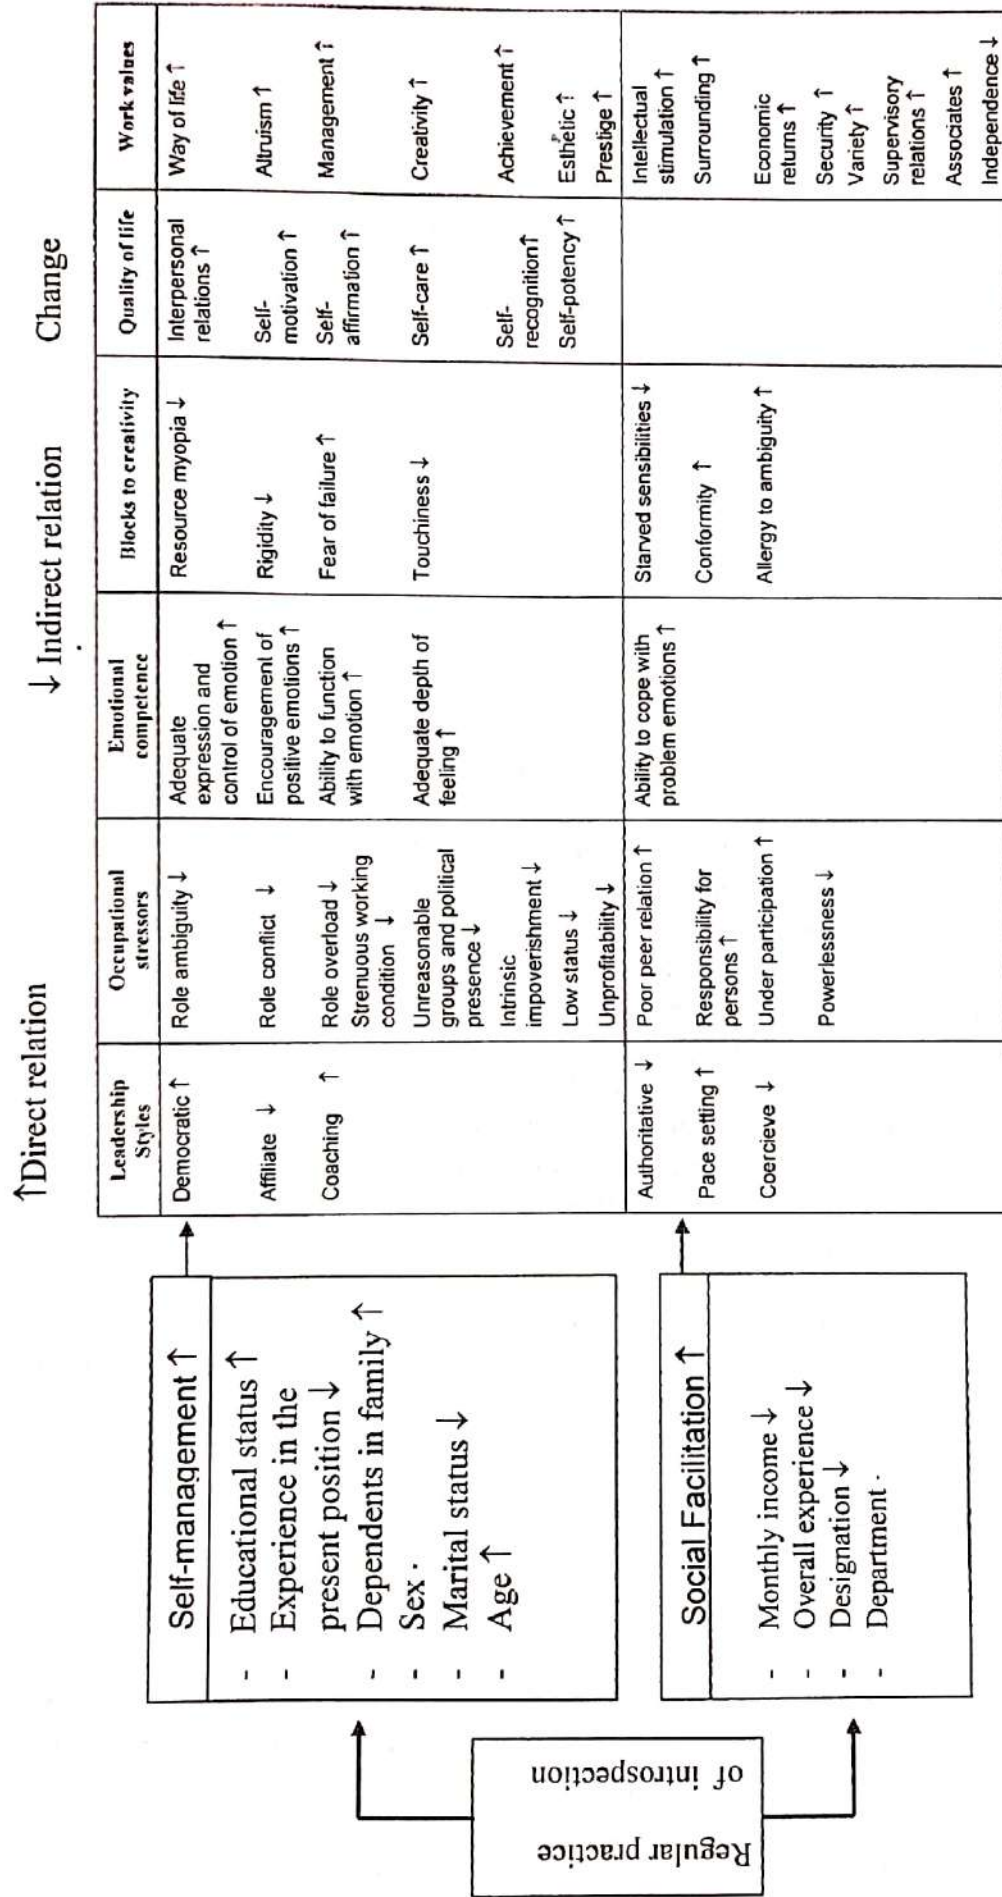 ↑Direct relation
↓ Indirect relation
Change
Regular practice
of introspection
Self-management ↑
- Educational status ↑
- Experience in the
present position ↓
- Dependents in family ↑
- Sex ·
- Marital status ↓
- Age ↑
Social Facilitation ↑
- Monthly income ↓
- Overall experience ↓
- Designation ↓
- Department ·
Leadership
Styles
Democratic ↑
Affiliate ↓
Coaching ↑
Authoritative ↓
Pace setting ↑
Coercieve ↓
Occupational
stressors
Role ambiguity ↓
Role conflict ↓
Role overload ↓
Strenuous working
condition ↓
Unreasonable
groups and political
presence ↓
Intrinsic
impoverishment ↓
Low status ↓
Unprofitability ↓
Poor peer relation ↑
Responsibility for
persons ↑
Under participation ↑
Powerlessness ↓
Emotional
competence
Adequate
expression and
control of emotion ↑
Encouragement of
positive emotions ↑
Ability to function
with emotion ↑
Adequate depth of
feeling ↑
Ability to cope with
problem emotions ↑
Blocks to creativity
Resource myopia ↓
Rigidity ↓
Fear of failure ↑
Touchiness ↓
Starved sensibilities ↓
Conformity ↑
Allergy to ambiguity ↑
Quality of life
Interpersonal
relations ↑
Self-
motivation ↑
Self-
affirmation ↑
Self-care ↑
Self-
recognition↑
Self-potency ↑
Work values
Way of life ↑
Altruism ↑
Management ↑
Creativity ↑
Achievement ↑
Esthetic ↑
Prestige ↑
Intellectual
stimulation ↑
Surrounding ↑
Economic
returns ↑
Security ↑
Variety ↑
Supervisory
relations ↑
Associates ↑
Independence ↓